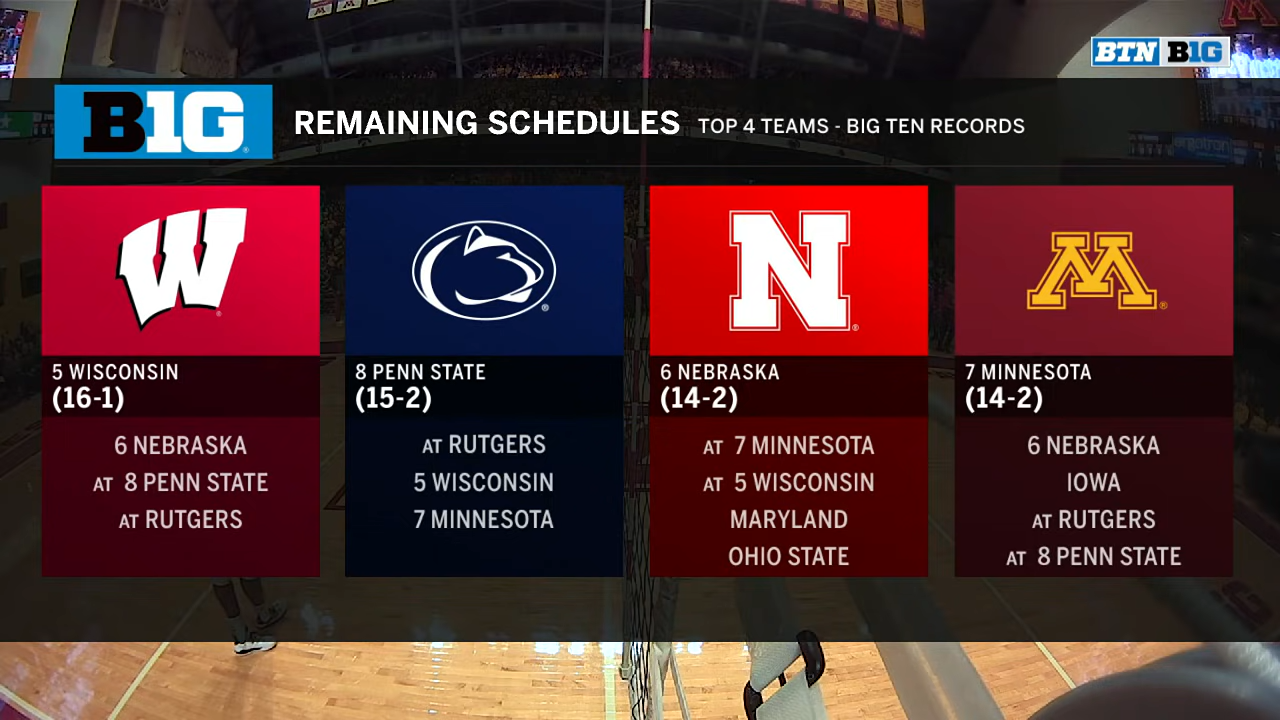 BTN B1G
B1G REMAINING SCHEDULES TOP 4 TEAMS - BIG TEN RECORDS
W
5 WISCONSIN
(16-1)
6 NEBRASKA
AT 8 PENN STATE
AT RUTGERS
8 PENN STATE
(15-2)
AT RUTGERS
5 WISCONSIN
7 MINNESOTA
N
6 NEBRASKA
(14-2)
AT 7 MINNESOTA
AT 5 WISCONSIN
MARYLAND
OHIO STATE
M
7 MINNESOTA
(14-2)
6 NEBRASKA
IOWA
AT RUTGERS
AT 8 PENN STATE